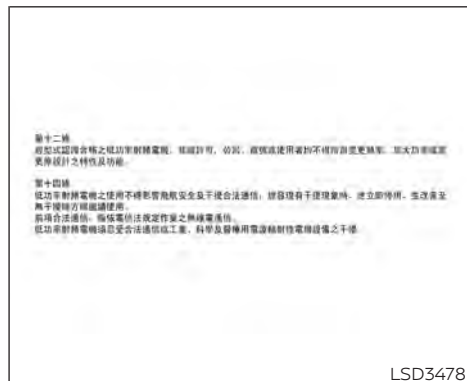 第十二條
經型式認證合格之低功率射頻電機，非經許可，公司、商號或使用者均不得擅自變更頻率、加大功率或變
更原設計之特性及功能。
第十四條
低功率射頻電機之使用不得影響飛航安全及干擾合法通信；經發現有干擾現象時，應立即停用，並改善至
無干擾時方得繼續使用。
前項合法通信，指依電信法規定作業之無線電通信。
低功率射頻電機須忍受合法通信或工業、科學及醫療用電波輻射性電機設備之干擾。
LSD3478